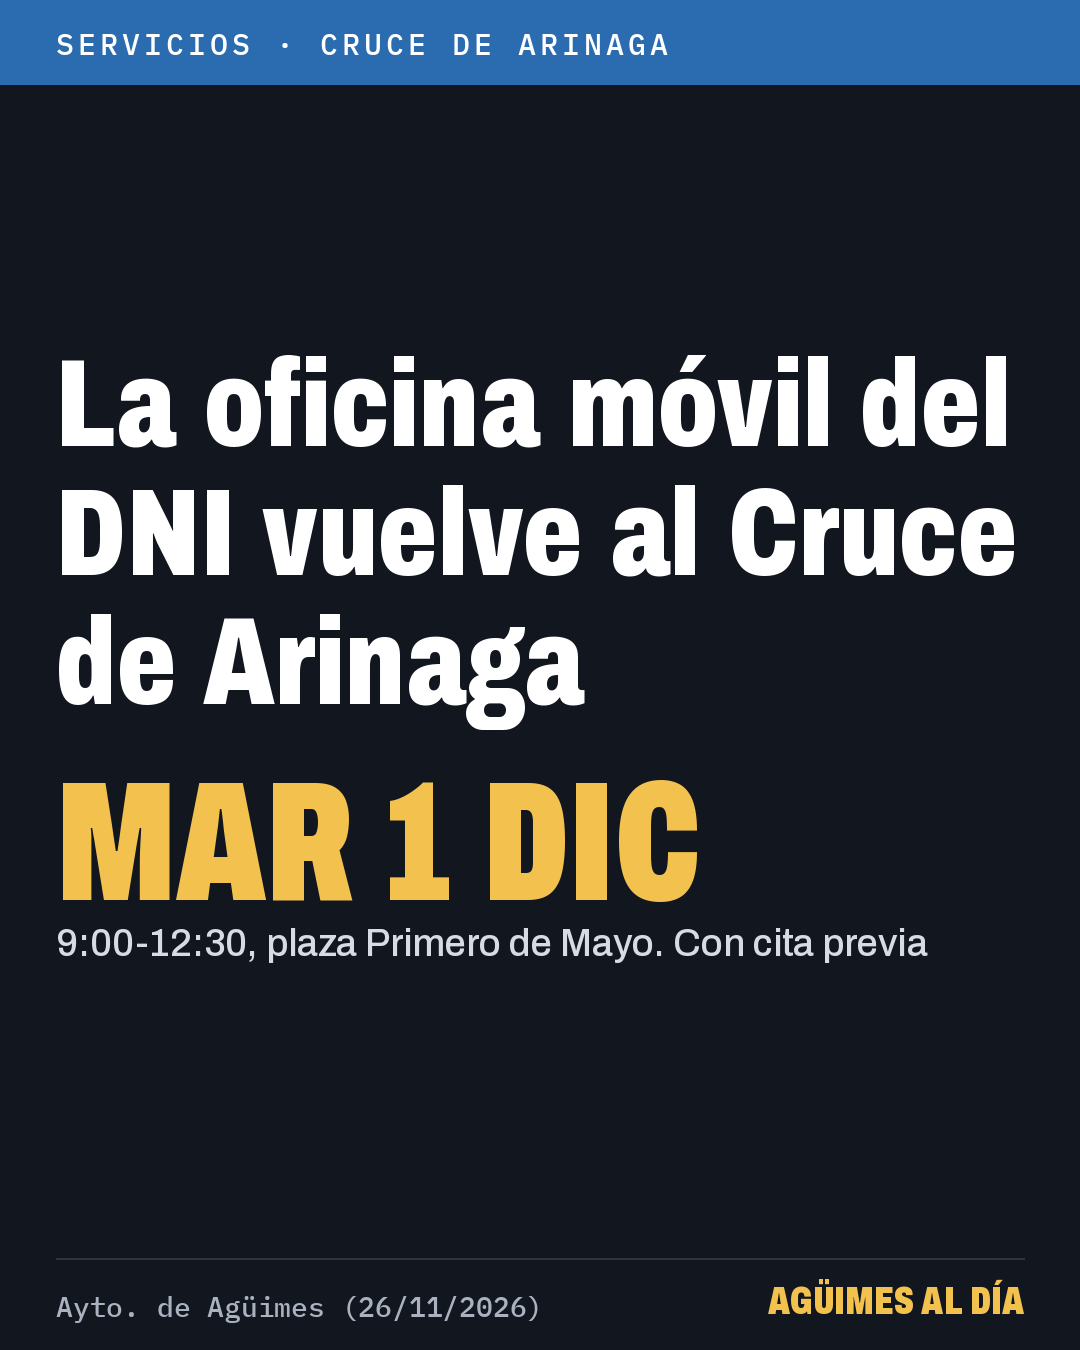 SERVICIOS · CRUCE DE ARINAGA
La oficina móvil del
DNI vuelve al Cruce
de Arinaga
MAR 1 DIC
9:00-12:30, plaza Primero de Mayo. Con cita previa
Ayto. de Agüimes (26/11/2026)
AGÜIMES AL DÍA